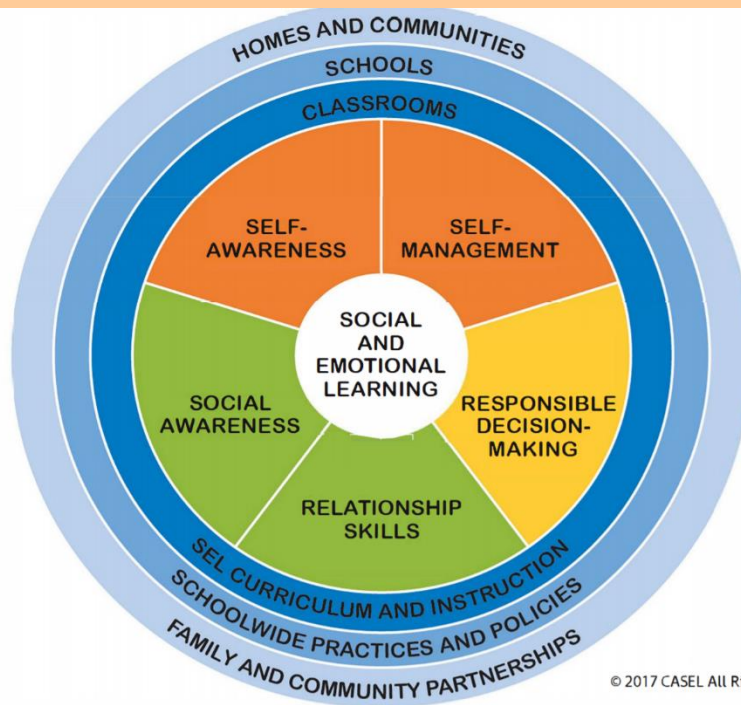 HOMES AND COMMUNITIES
SCHOOLS
CLASSROOMS
SELF-
AWARENESS
SELF-
MANAGEMENT
SOCIAL
AND
EMOTIONAL
LEARNING
SOCIAL
AWARENESS
RESPONSIBLE
DECISION-
MAKING
RELATIONSHIP
SKILLS
SEL CURRICULUM AND INSTRUCTION
SCHOOLWIDE PRACTICES AND POLICIES
FAMILY AND COMMUNITY PARTNERSHIPS
© 2017 CASEL All